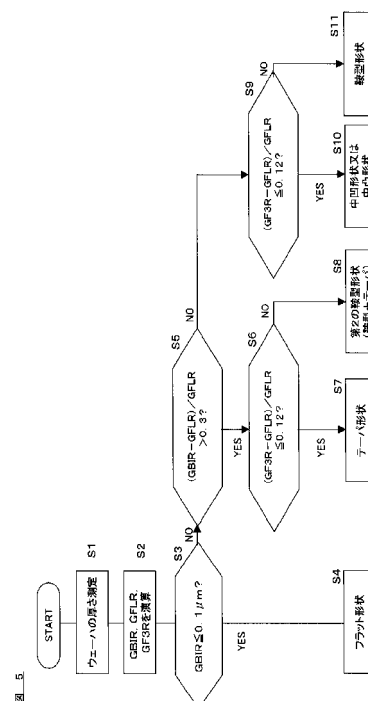 図 5
START
ウェーハの厚さ測定
S1
GBIR、GFLR、
GF3Rを演算
S2
GBIR≦0.1μm?
S3
NO
YES
フラット形状
S4
(GBIR−GFLR)/GFLR
>0.3?
S5
NO
YES
(GF3R−GFLR)/GFLR
≦0.12?
S6
NO
YES
テーパ形状
S7
第2の鞍型形状
(鞍型+テーパ)
S8
(GF3R−GFLR)/GFLR
≦0.12?
S9
NO
YES
中凹形状又は
中凸形状
S10
鞍型形状
S11